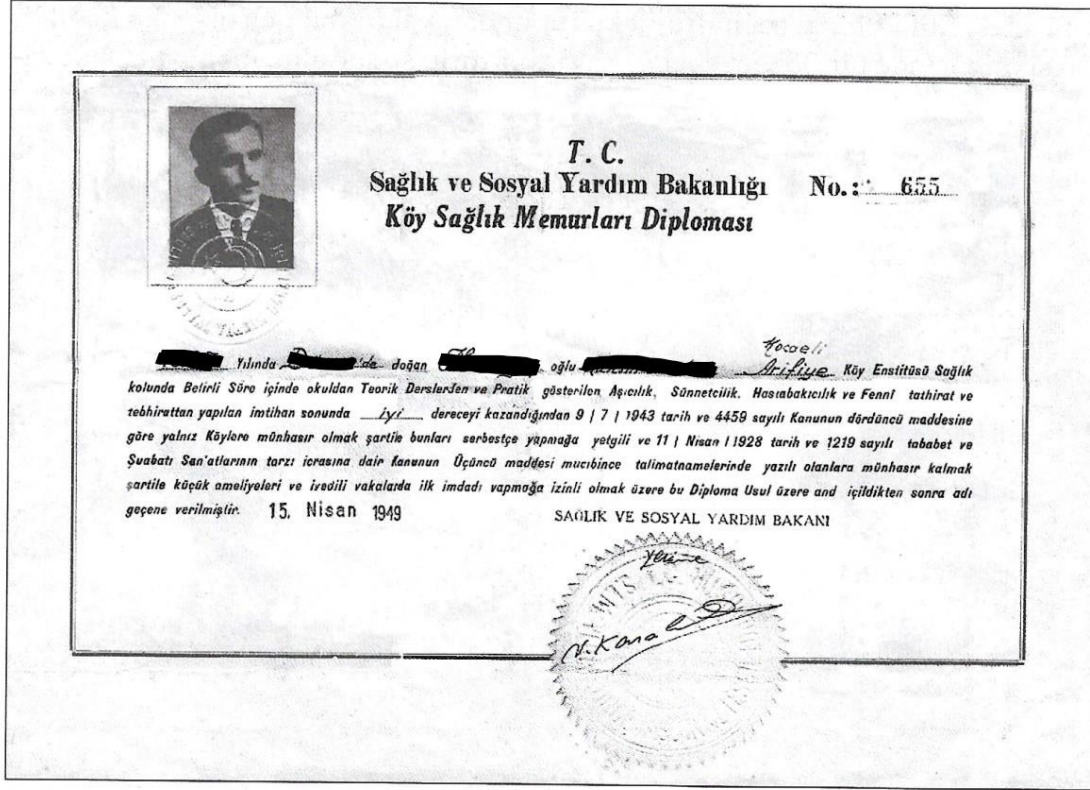 T. C.
Sağlık ve Sosyal Yardım Bakanlığı No.: 655
Köy Sağlık Memurları Diploması
Kocaeli
Yılında 'de doğan oğlu Arifiye Köy Enstitüsü Sağlık
kolunda Belirli Süre içinde okuldan Teorik Derslerden ve Pratik gösterilen Aşıcılık, Sünnetcilik, Hastabakıcılık ve Fennî tathirat ve
tebhirattan yapılan imtihan sonunda iyi dereceyi kazandığından 9 / 7 / 1943 tarih ve 4459 sayılı Kanunun dördüncü maddesine
göre yalnız Köylere münhasır olmak şartile bunları serbestçe yapmağa yetgili ve 11 / Nisan / 1928 tarih ve 1219 sayılı tababet ve
Şuabatı San'atlarının tarzı icrasına dair Kanunun Üçüncü maddesi mucibince talimatnamelerinde yazılı olanlara münhasır kalmak
şartile küçük ameliyeleri ve ivedili vakalarda ilk imdadı yapmağa izinli olmak üzere bu Diploma Usul üzere and içildikten sonra adı
geçene verilmiştir. 15. Nisan 1949
SAĞLIK VE SOSYAL YARDIM BAKANI
Yerine